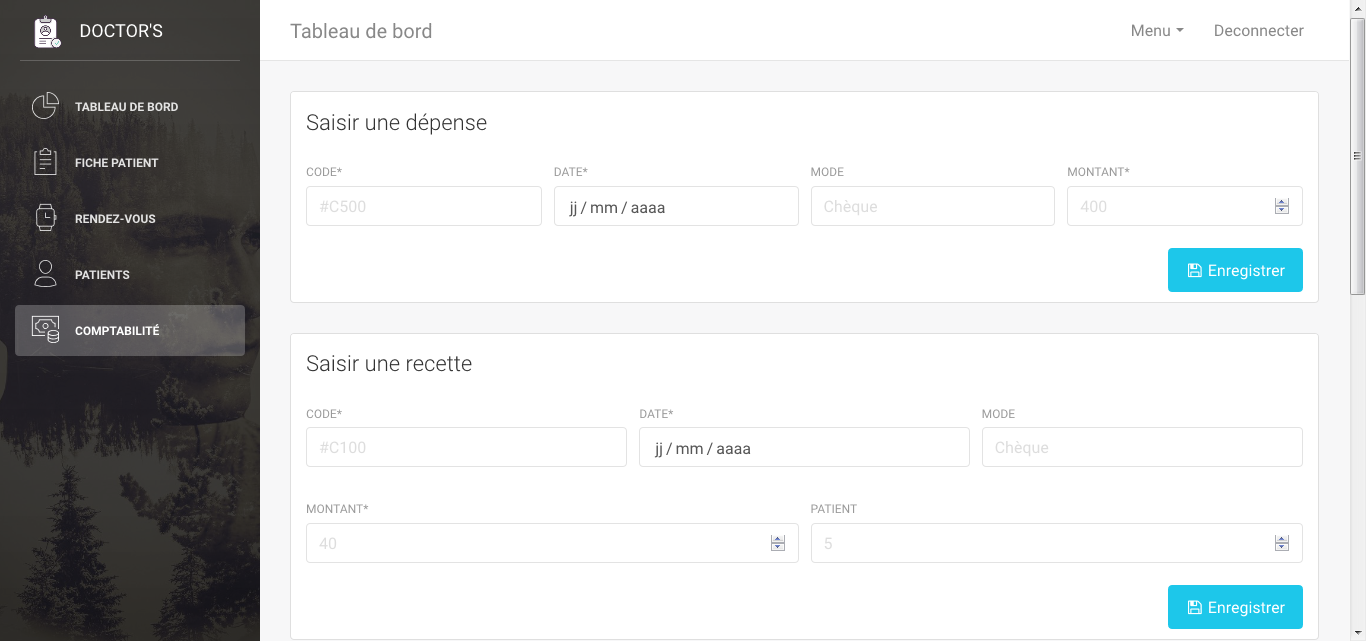 DOCTOR'S
TABLEAU DE BORD
FICHE PATIENT
RENDEZ-VOUS
PATIENTS
COMPTABILITÉ
Tableau de bord Menu Deconnecter
Saisir une dépense
CODE* DATE* MODE MONTANT*
#C500 jj / mm / aaaa Chèque 400
Enregistrer
Saisir une recette
CODE* DATE* MODE
#C100 jj / mm / aaaa Chèque
MONTANT* PATIENT
40 5
Enregistrer